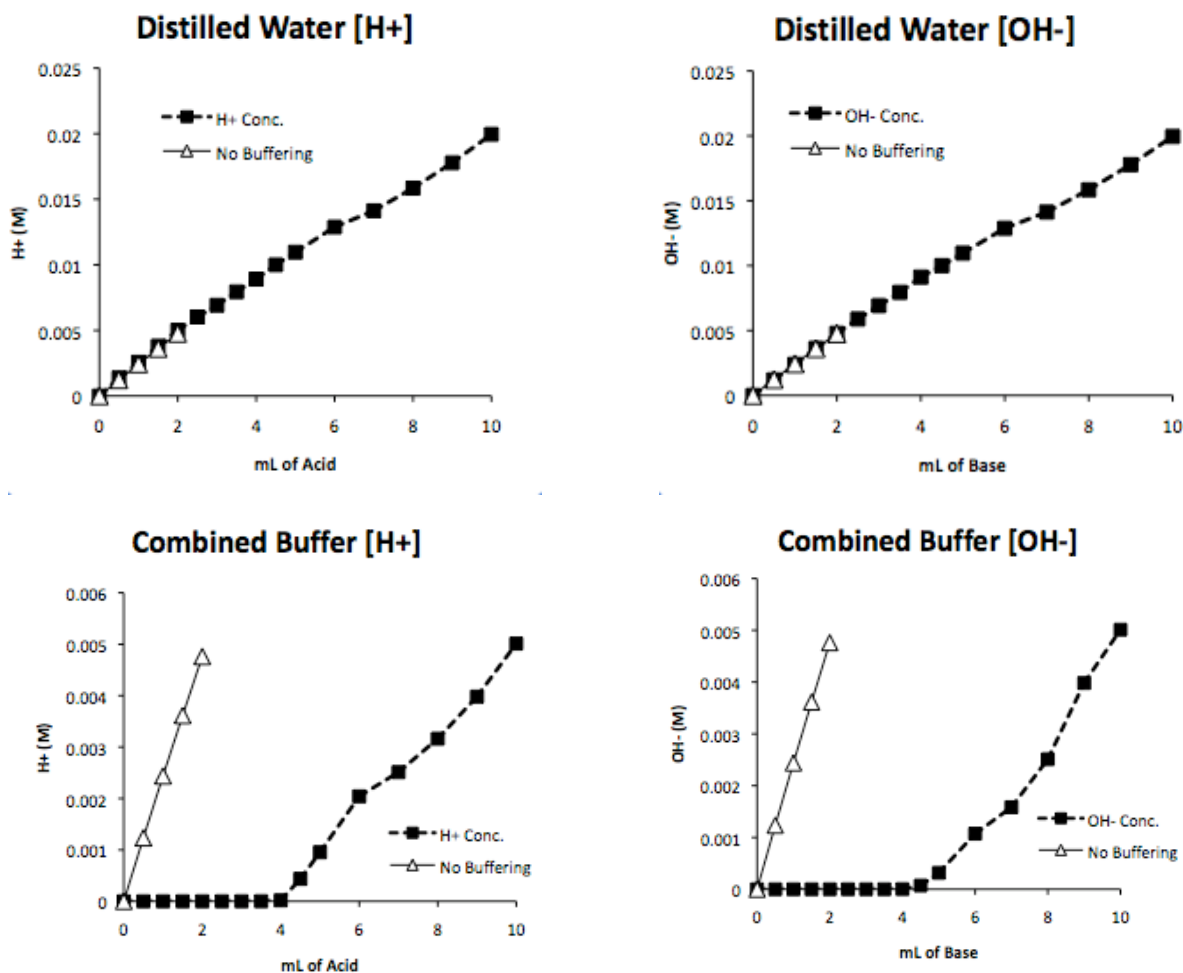 Distilled Water [H+]
0.025
0.02
0.015
0.01
0.005
0
H+ (M)
H+ Conc.
No Buffering
0 2 4 6 8 10
mL of Acid
Distilled Water [OH-]
0.025
0.02
0.015
0.01
0.005
0
OH- (M)
OH- Conc.
No Buffering
0 2 4 6 8 10
mL of Base
Combined Buffer [H+]
0.006
0.005
0.004
0.003
0.002
0.001
0
H+ (M)
H+ Conc.
No Buffering
0 2 4 6 8 10
mL of Acid
Combined Buffer [OH-]
0.006
0.005
0.004
0.003
0.002
0.001
0
OH- (M)
OH- Conc.
No Buffering
0 2 4 6 8 10
mL of Base